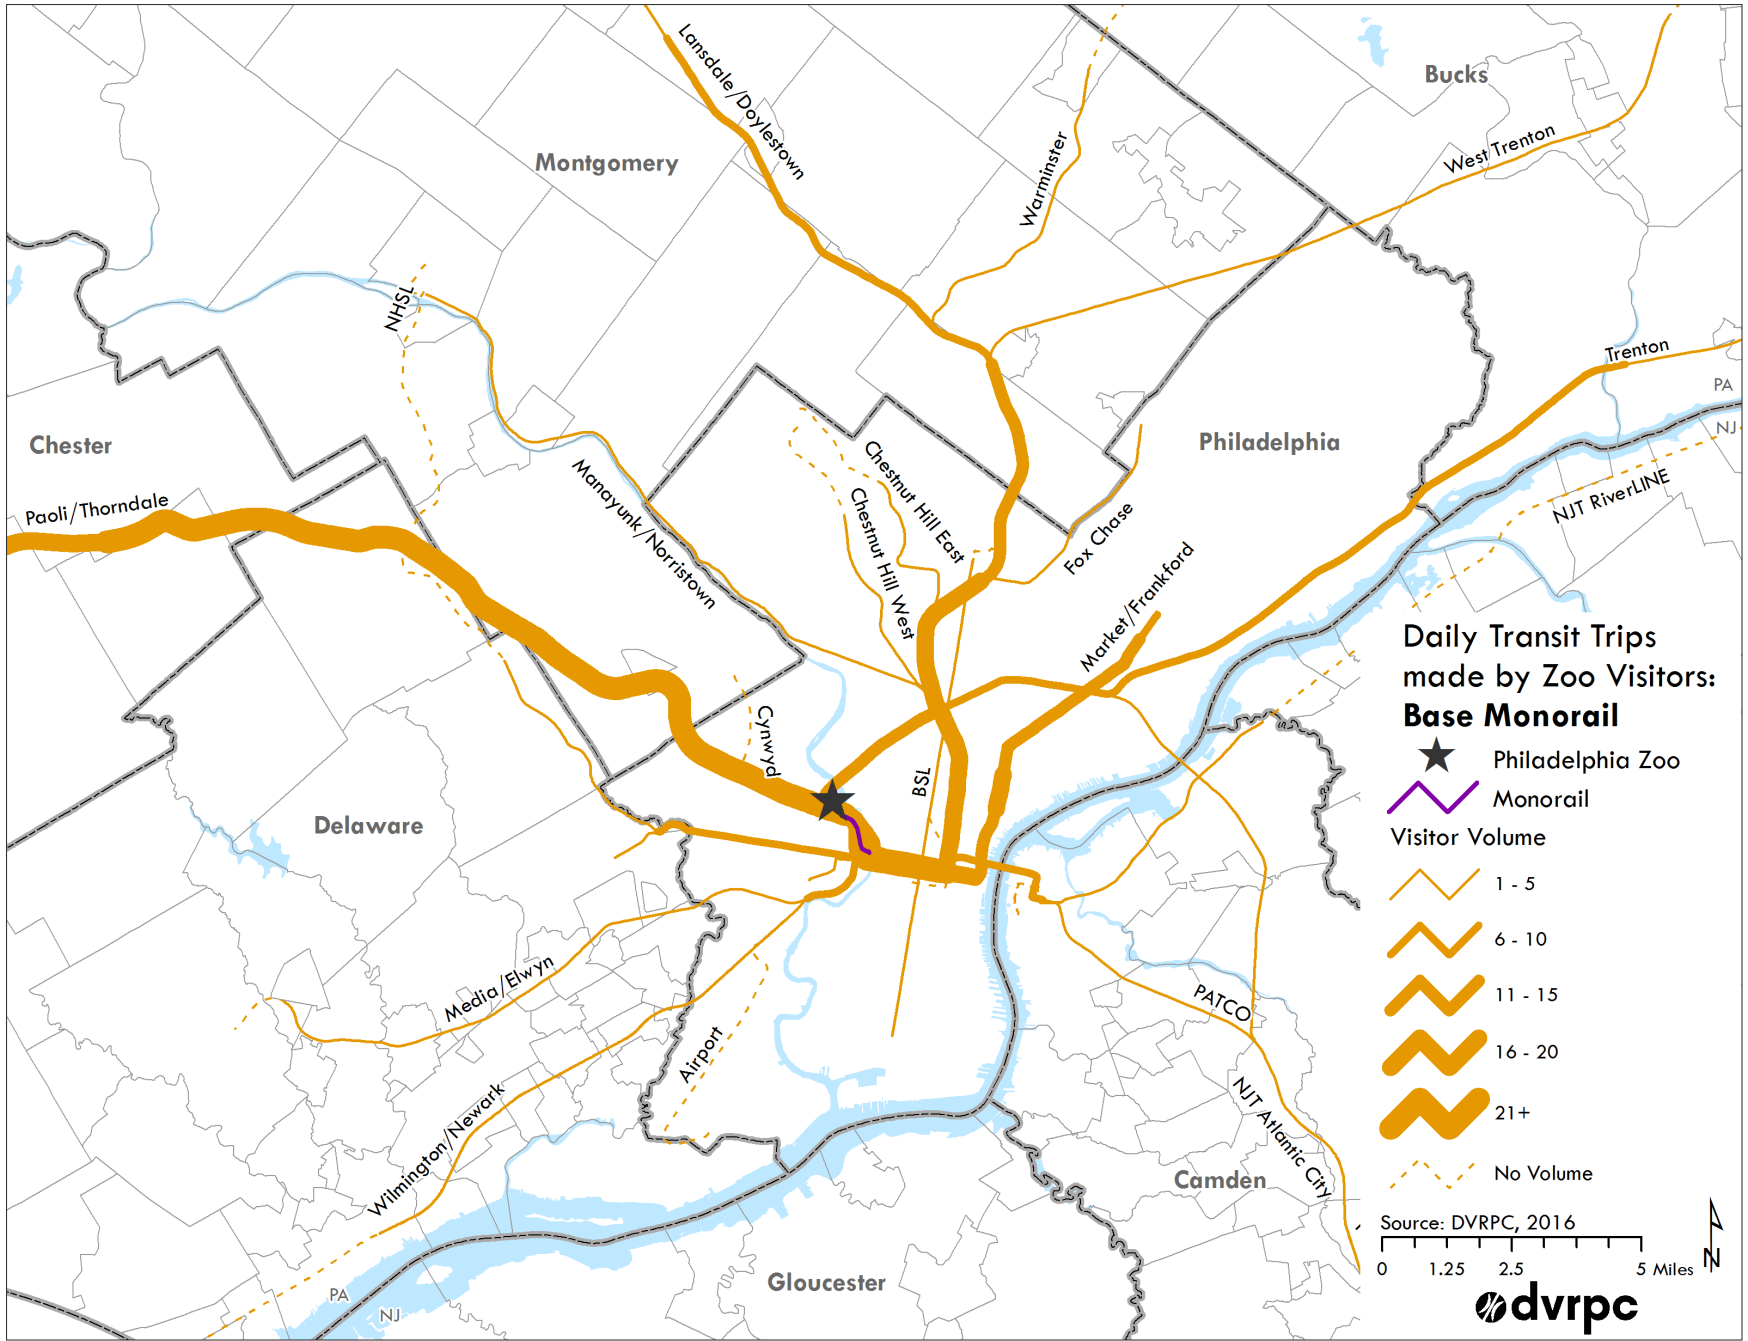 Bucks
Lansdale/Doylestown
Montgomery
Warminster
West Trenton
NHSL
Trenton
PA
NJ
Chester
Philadelphia
Paoli/Thorndale
Manayunk/Norristown
Chestnut Hill East
Chestnut Hill West
Fox Chase
NJT RiverLINE
Market/Frankford
Cynwyd
BSL
Delaware
Media/Elwyn
Airport
Wilmington/Newark
PATCO
NJT Atlantic City
Camden
Gloucester
PA
NJ
Daily Transit Trips
made by Zoo Visitors:
Base Monorail
Philadelphia Zoo
Monorail
Visitor Volume
1 - 5
6 - 10
11 - 15
16 - 20
21+
No Volume
Source: DVRPC, 2016
0 1.25 2.5 5 Miles
N
dvrpc